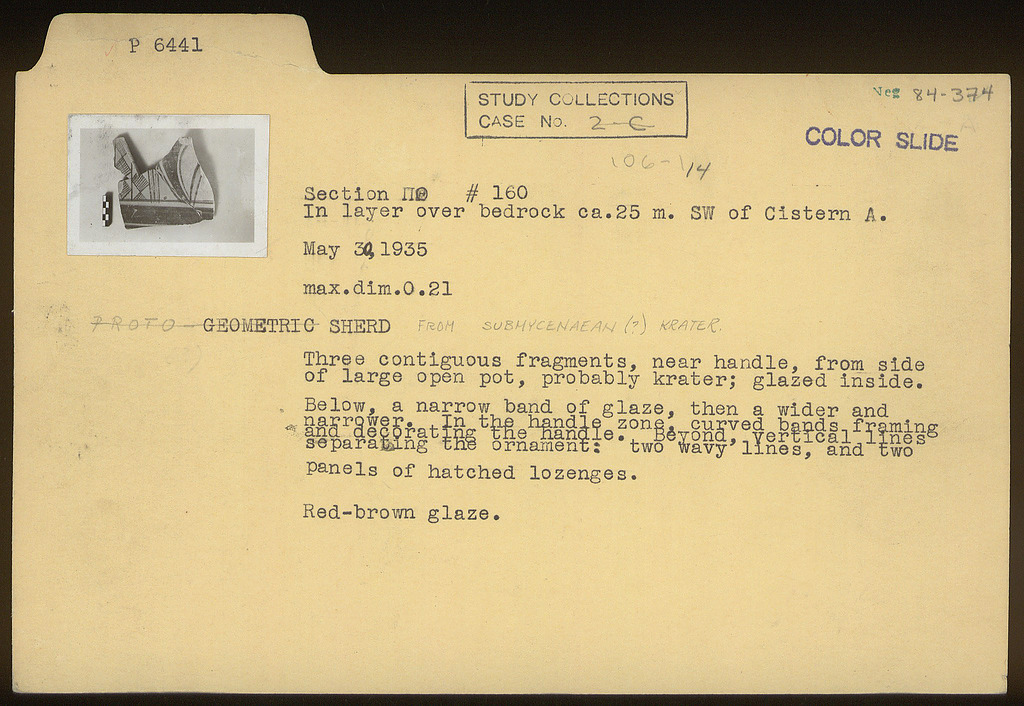 P 6441
Neg 84-374
STUDY COLLECTIONS
CASE No. 2-C
COLOR SLIDE
106-1/14
Section ΠΘ # 160
In layer over bedrock ca.25 m. SW of Cistern A.
May 30, 1935
max.dim.0.21
PROTO-GEOMETRIC SHERD FROM SUBMYCENAEAN (?) KRATER.
Three contiguous fragments, near handle, from side
of large open pot, probably krater; glazed inside.
Below, a narrow band of glaze, then a wider and
narrower. In the handle zone, curved bands framing
and decorating the handle. Beyond, vertical lines
separating the ornament: two wavy lines, and two
panels of hatched lozenges.
Red-brown glaze.